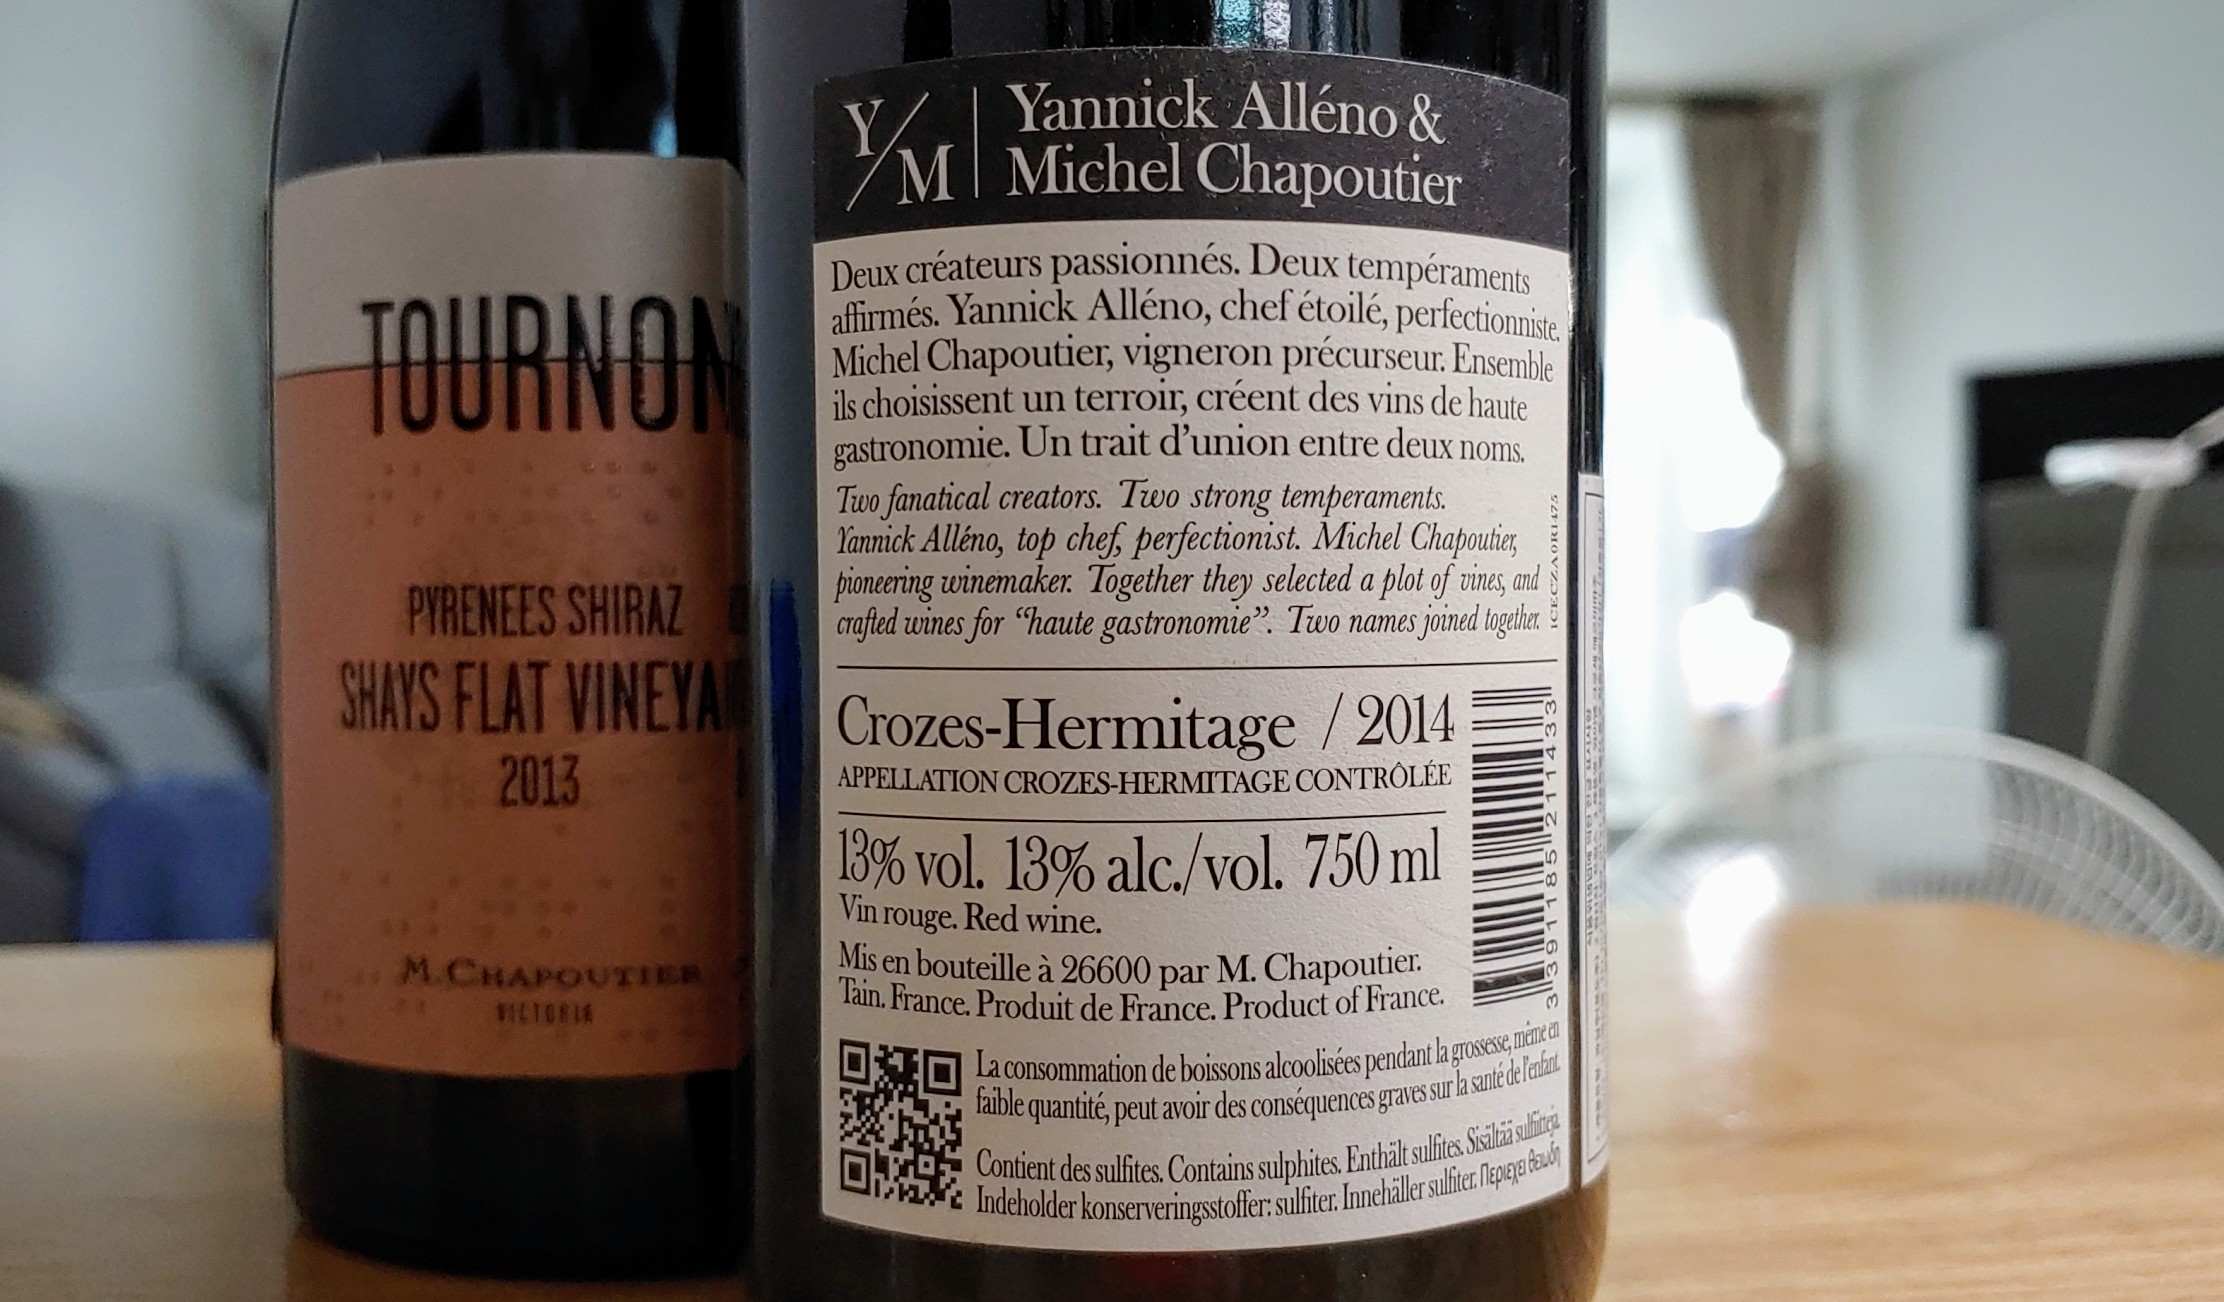 TOURNON
PYRENEES SHIRAZ
SHAYS FLAT
2013
M.CHAPOUTIER
VICTORIA
Y/M
Yannick Alléno &
Michel Chapoutier
Deux créateurs passionnés. Deux tempéraments
affirmés. Yannick Alléno, chef étoilé, perfectionniste.
Michel Chapoutier, vigneron précurseur. Ensemble
ils choisissent un terroir, créent des vins de haute
gastronomie. Un trait d’union entre deux noms.
Two fanatical creators. Two strong temperaments.
Yannick Alléno, top chef, perfectionist. Michel Chapoutier,
pioneering winemaker. Together they selected a plot of vines, and
crafted wines for “haute gastronomie”. Two names joined together.
1CECZA0R1475
Crozes-Hermitage / 2014
APPELLATION CROZES-HERMITAGE CONTRÔLÉE
13% vol. 13% alc./vol. 750 ml
Vin rouge. Red wine.
Mis en bouteille à 26600 par M. Chapoutier.
Tain. France. Produit de France. Product of France.
3 391185 211433
La consommation de boissons alcoolisées pendant la grossesse, même en
faible quantité, peut avoir des conséquences graves sur la santé de l'enfant.
Contient des sulfites. Contains sulphites. Enthält sulfites. Sisältää sulfiitteja.
Indeholder konserveringsstoffer: sulfiter. Innehåller sulfiter. Περιεχει θειωδη